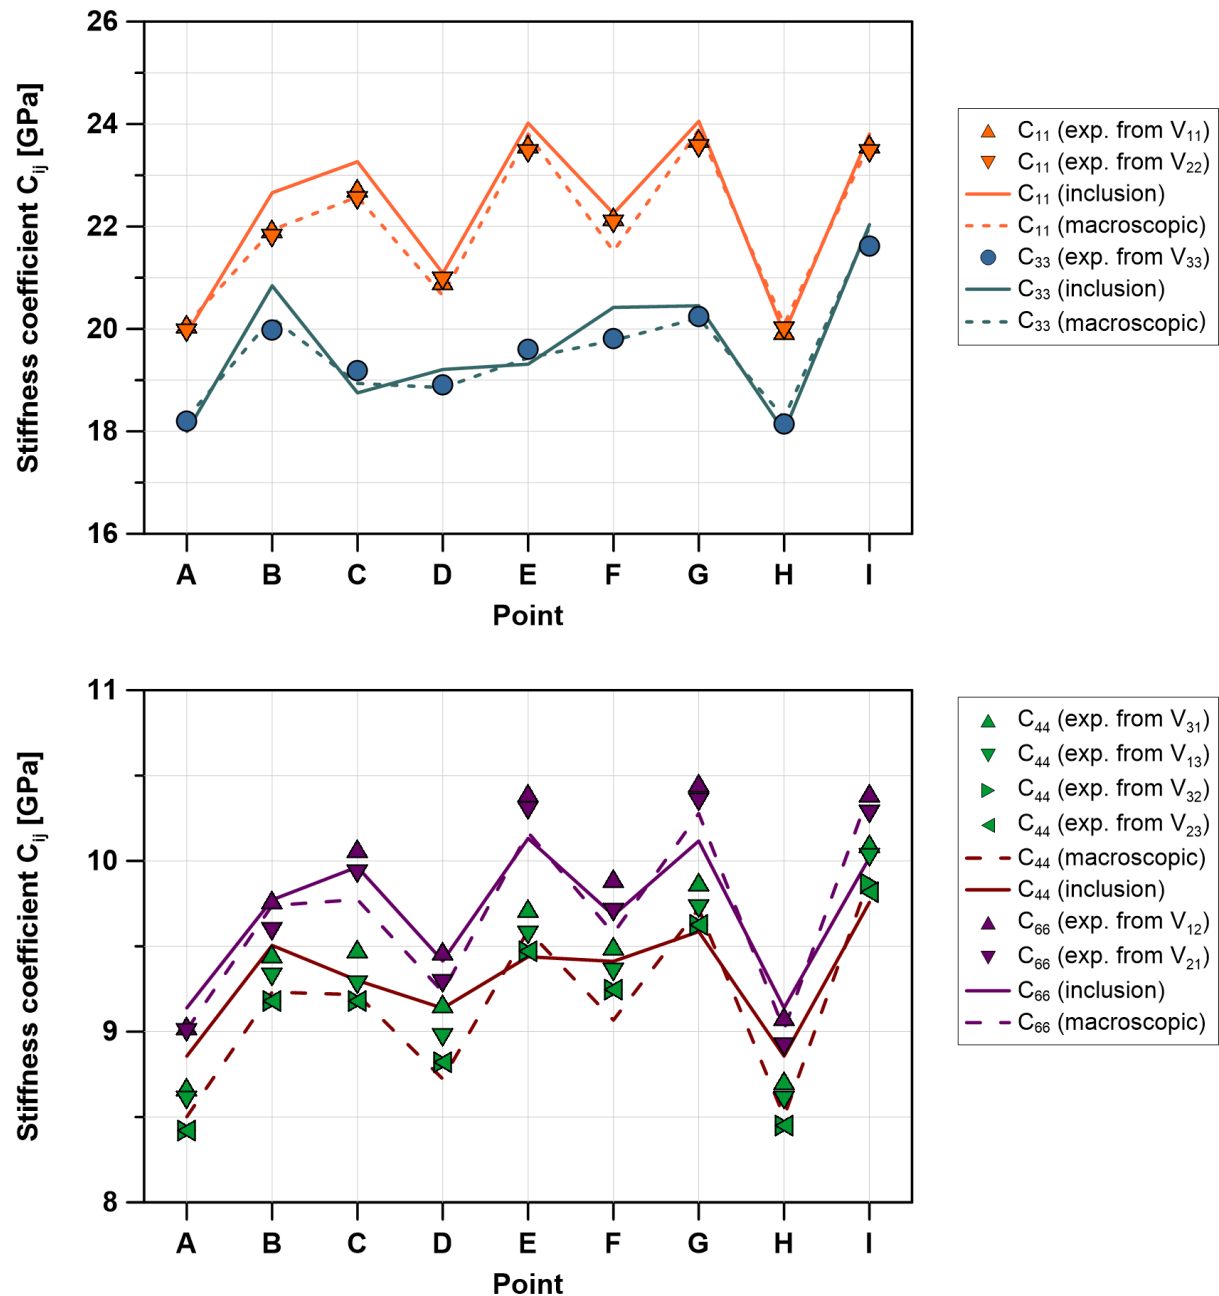 26
24
22
20
18
16
Stiffness coefficient C_ij [GPa]
A B C D E F G H I
Point
C₁₁ (exp. from V₁₁)
C₁₁ (exp. from V₂₂)
C₁₁ (inclusion)
C₁₁ (macroscopic)
C₃₃ (exp. from V₃₃)
C₃₃ (inclusion)
C₃₃ (macroscopic)
11
10
9
8
Stiffness coefficient C_ij [GPa]
A B C D E F G H I
Point
C₄₄ (exp. from V₃₁)
C₄₄ (exp. from V₁₃)
C₄₄ (exp. from V₃₂)
C₄₄ (exp. from V₂₃)
C₄₄ (macroscopic)
C₄₄ (inclusion)
C₆₆ (exp. from V₁₂)
C₆₆ (exp. from V₂₁)
C₆₆ (inclusion)
C₆₆ (macroscopic)